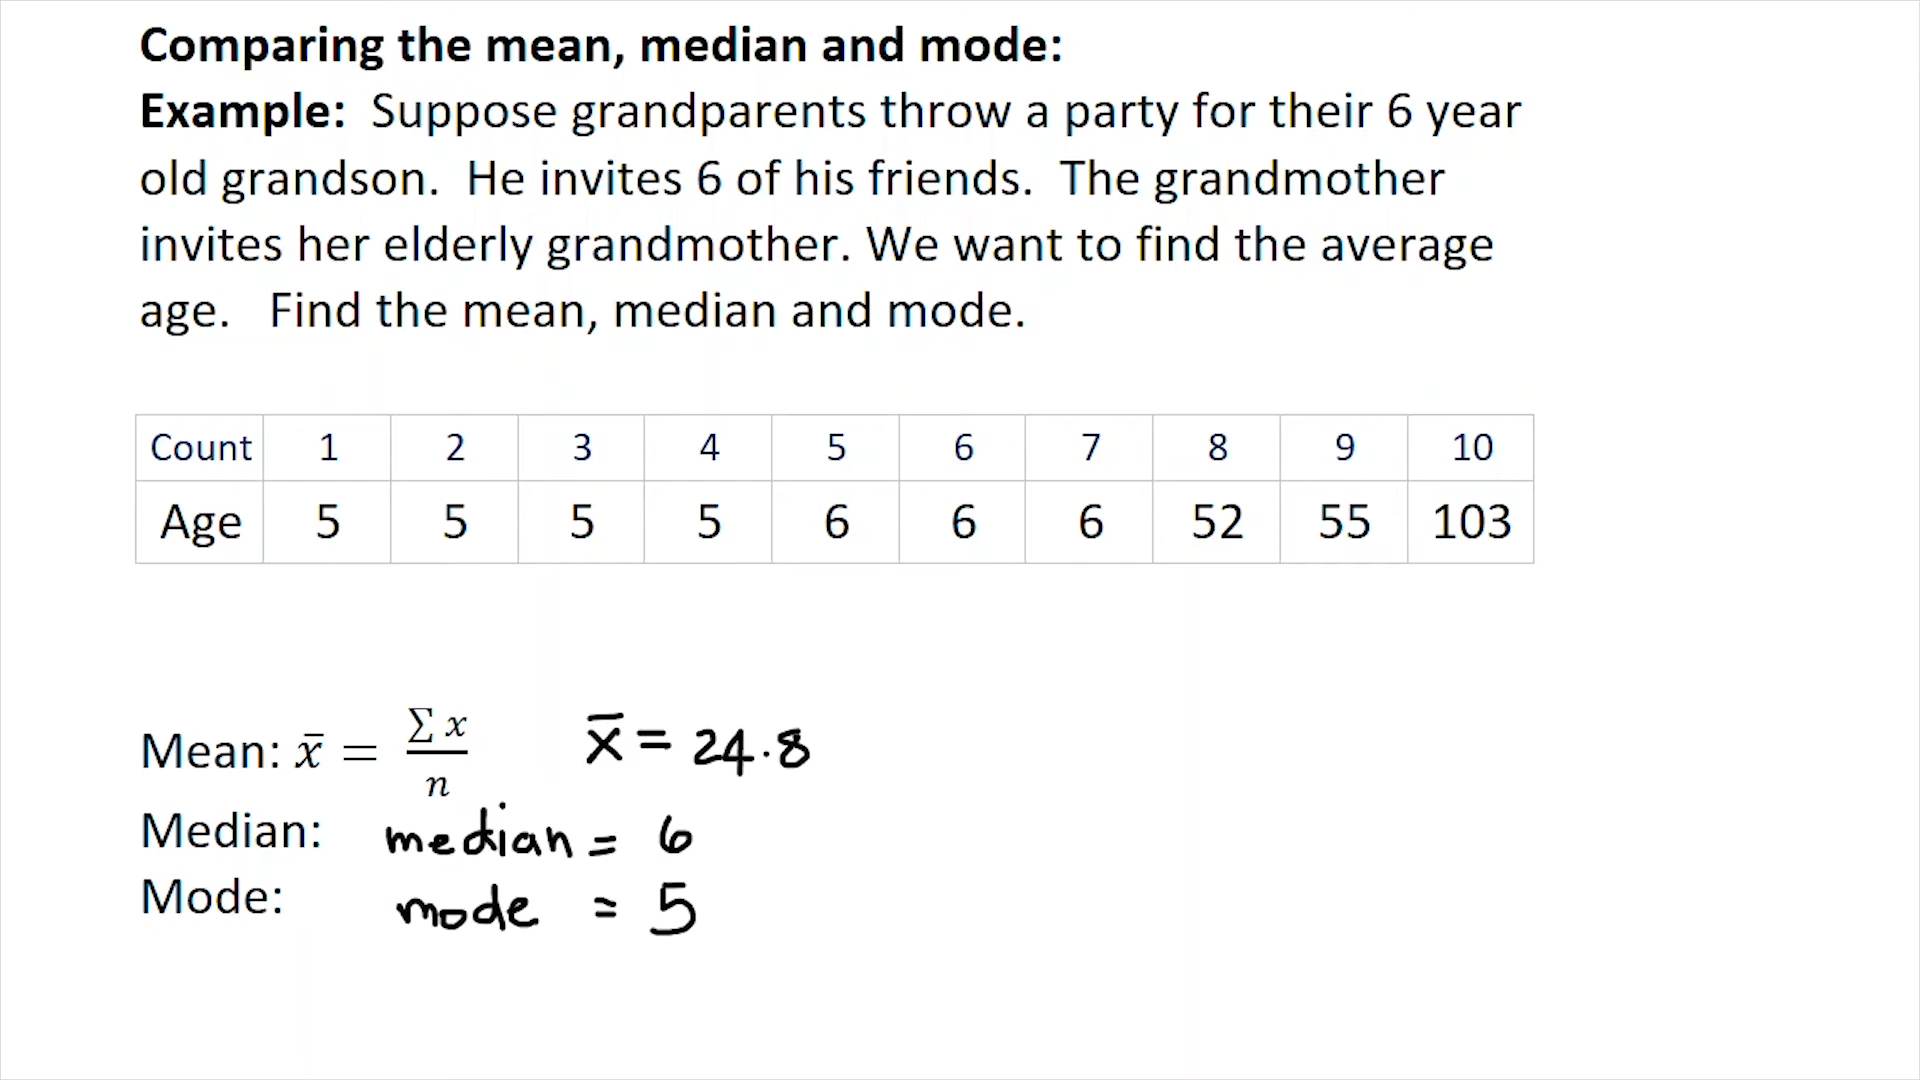 Comparing the mean, median and mode:
Example: Suppose grandparents throw a party for their 6 year
old grandson. He invites 6 of his friends. The grandmother
invites her elderly grandmother. We want to find the average
age. Find the mean, median and mode.
Count 1 2 3 4 5 6 7 8 9 10
Age 5 5 5 5 6 6 6 52 55 103
Mean: x̄ = ∑x/n x̄ = 24.8
Median: median = 6
Mode: mode = 5